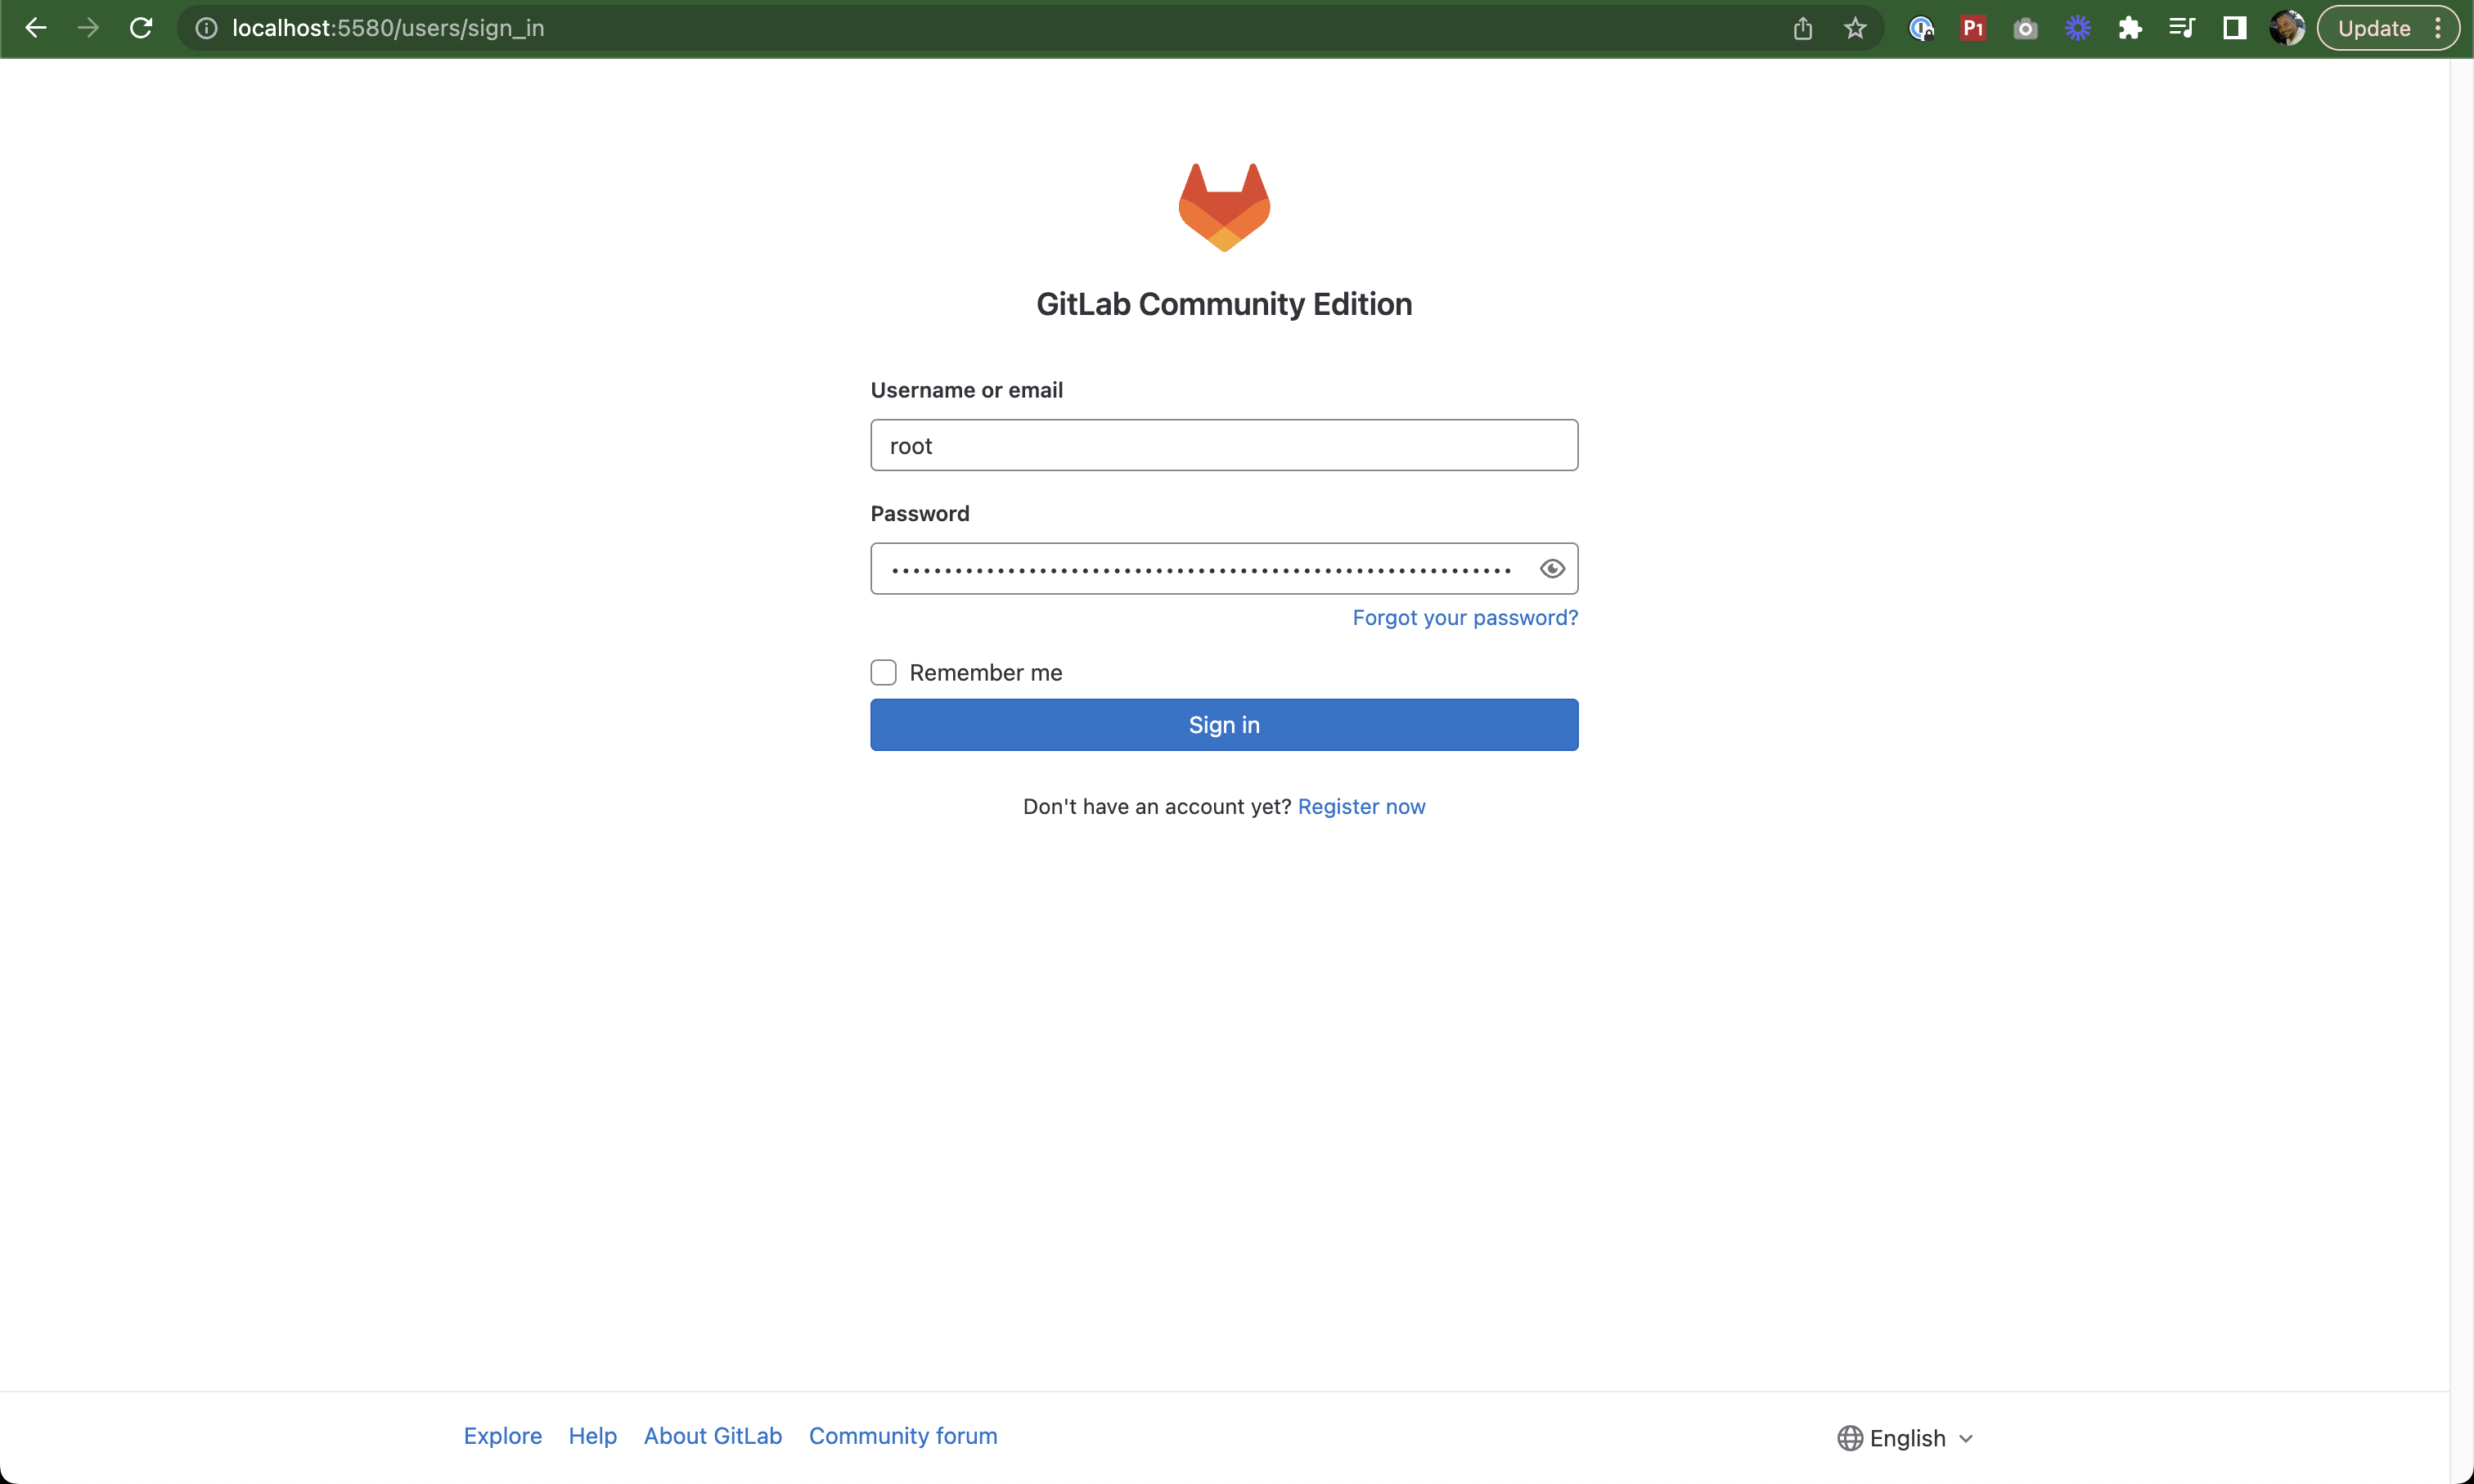 localhost:5580/users/sign_in
P1
Update
GitLab Community Edition
Username or email
root
Password
•••••••••••••••••••••••••••••••••••••••••••••••••••••••••••
Forgot your password?
Remember me
Sign in
Don't have an account yet? Register now
Explore Help About GitLab Community forum
English